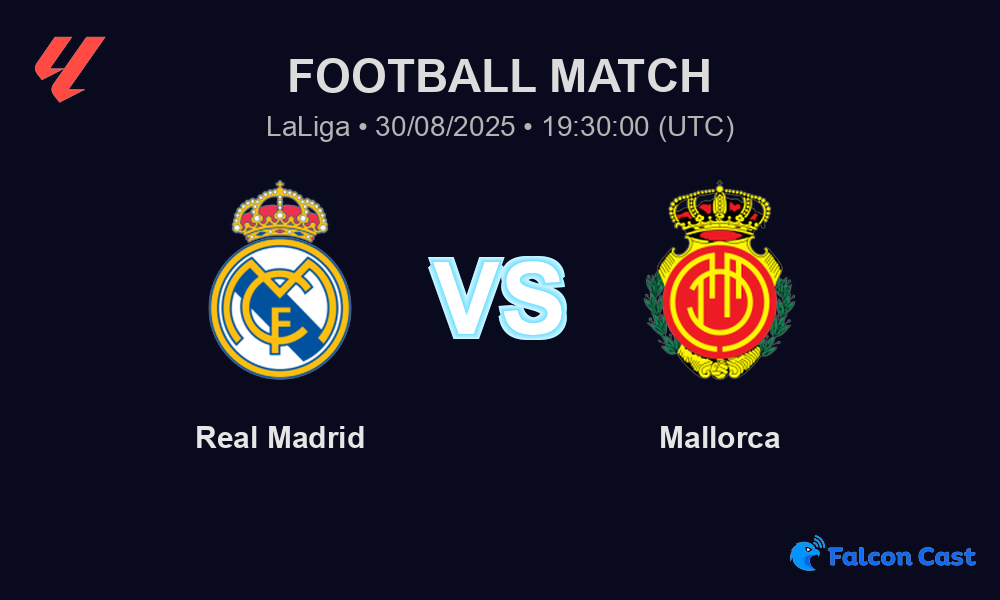 FOOTBALL MATCH
LaLiga • 30/08/2025 • 19:30:00 (UTC)
VS
Real Madrid
Mallorca
Falcon Cast